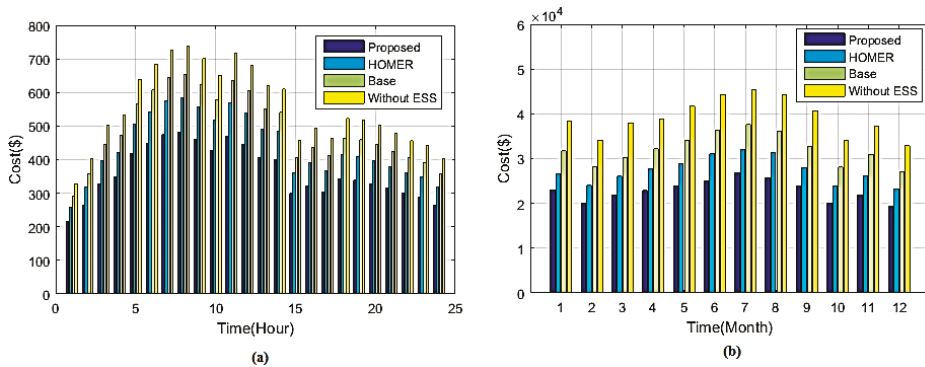 800
700
600
500
400
300
200
100
0
Cost($)
Proposed
HOMER
Base
Without ESS
0 5 10 15 20 25
Time(Hour)
(a)
×10⁴
6
5
4
3
2
1
0
Cost($)
Proposed
HOMER
Base
Without ESS
1 2 3 4 5 6 7 8 9 10 11 12
Time(Month)
(b)